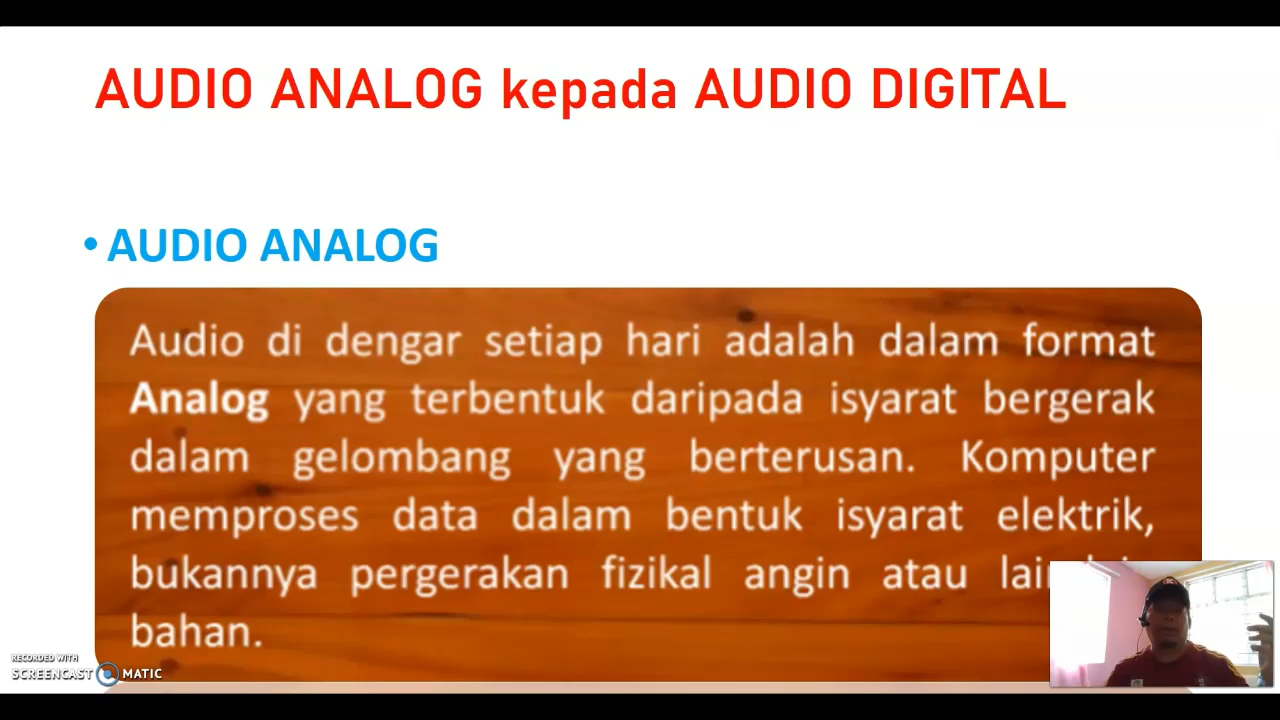 AUDIO ANALOG kepada AUDIO DIGITAL
• AUDIO ANALOG
Audio di dengar setiap hari adalah dalam format
Analog yang terbentuk daripada isyarat bergerak
dalam gelombang yang berterusan. Komputer
memproses data dalam bentuk isyarat elektrik,
bukannya pergerakan fizikal angin atau
bahan.
RECORDED WITH
SCREENCAST MATIC